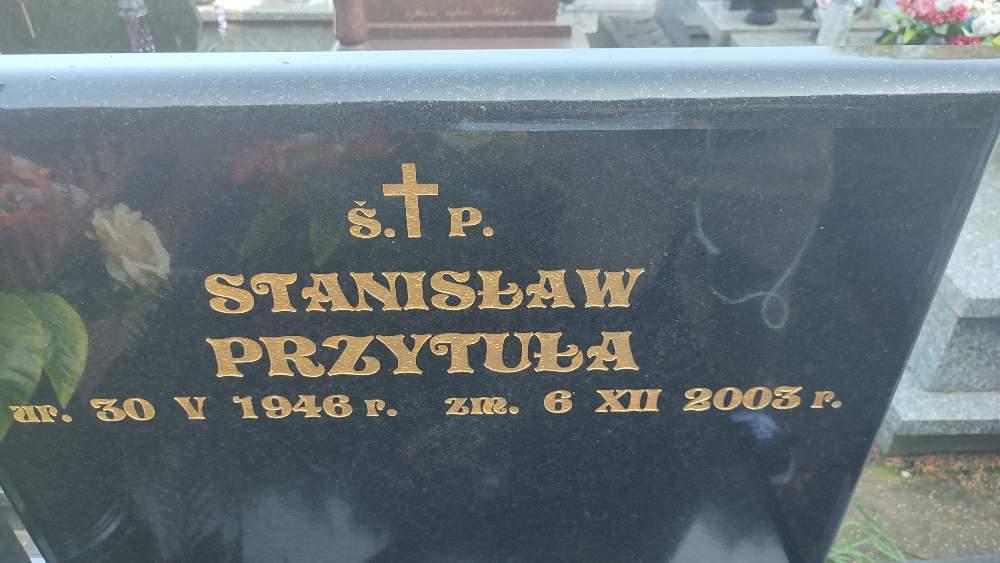 Ś. P.
STANISŁAW
PRZYTUŁA
ur. 30 V 1946 r. zm. 6 XII 2003 r.